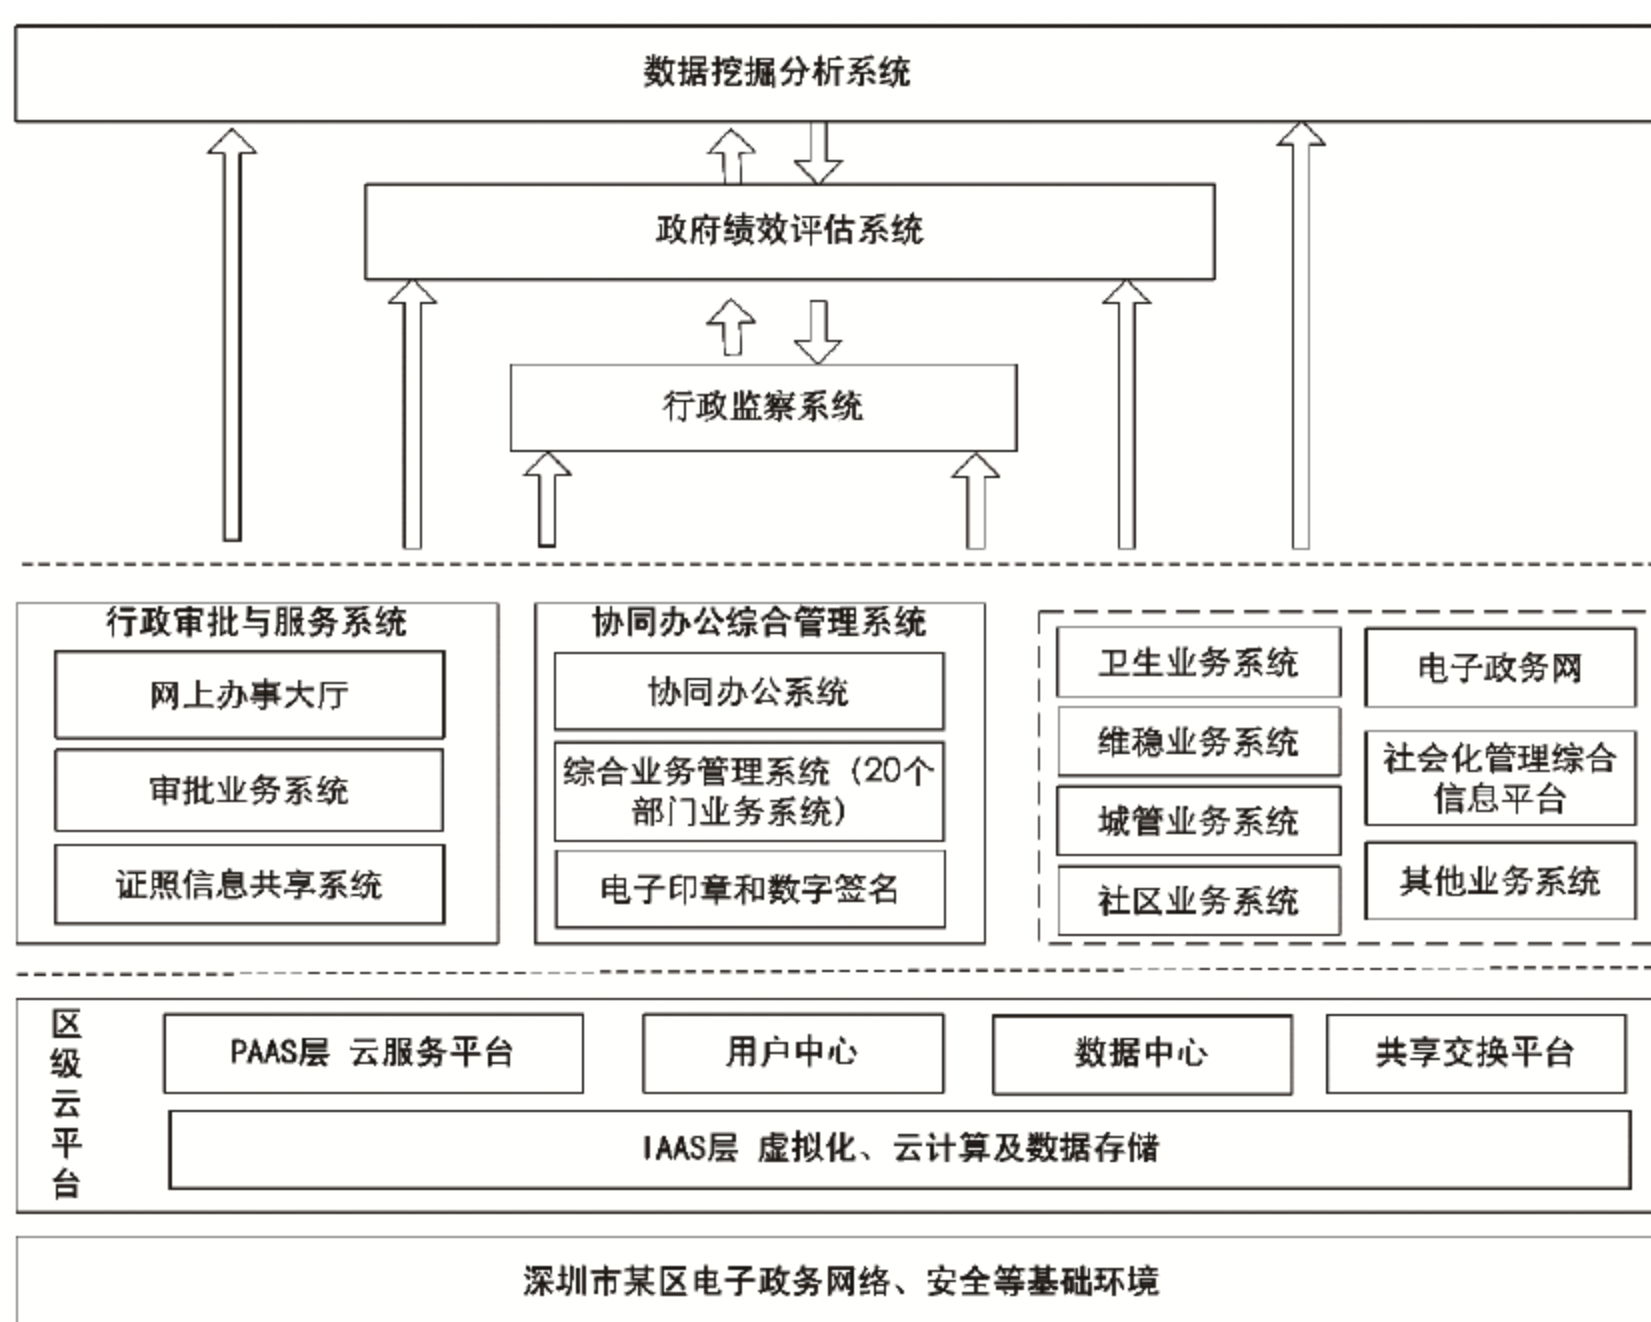 数据挖掘分析系统
政府绩效评估系统
行政监察系统
行政审批与服务系统
网上办事大厅
审批业务系统
证照信息共享系统
协同办公综合管理系统
协同办公系统
综合业务管理系统（20个
部门业务系统）
电子印章和数字签名
卫生业务系统
维稳业务系统
城管业务系统
社区业务系统
电子政务网
社会化管理综合
信息平台
其他业务系统
区
级
云
平
台
PAAS层 云服务平台
用户中心
数据中心
共享交换平台
IAAS层 虚拟化、云计算及数据存储
深圳市某区电子政务网络、安全等基础环境